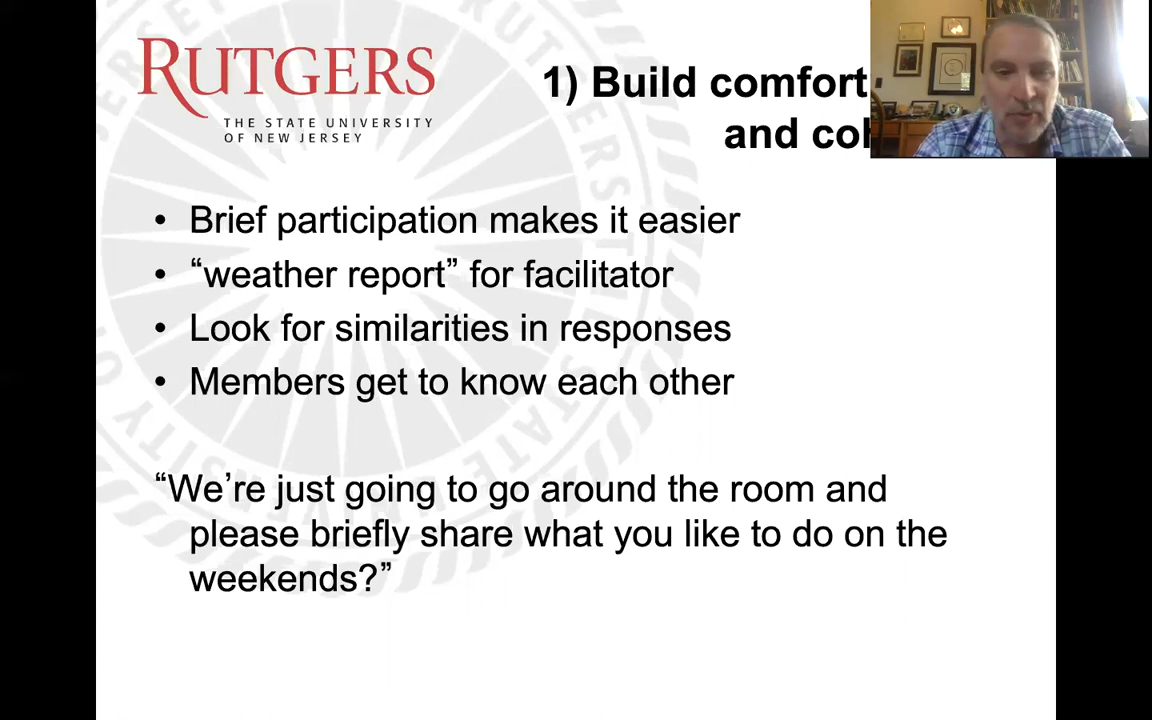 RUTGERS
THE STATE UNIVERSITY
OF NEW JERSEY
1) Build comfort
and
• Brief participation makes it easier
• “weather report” for facilitator
• Look for similarities in responses
• Members get to know each other
“We’re just going to go around the room and
please briefly share what you like to do on the
weekends?”